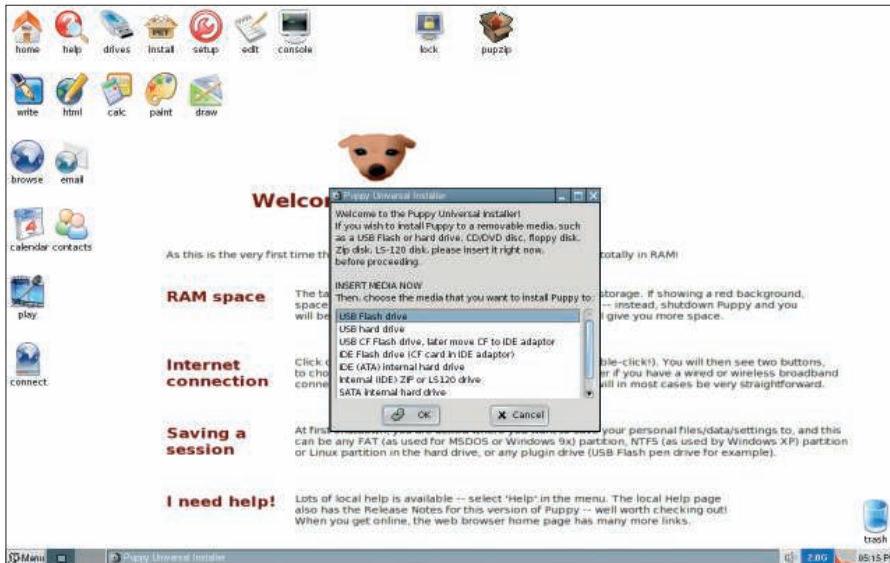 home help drives install setup edit console lock pupzip
write html calc paint draw
browse email
calendar contacts
play
connect
Welco
Puppy Universal Installer
Welcome to the Puppy Universal Installer!
If you wish to install Puppy to a removable media, such
as a USB Flash or hard drive, CD/DVD disc, floppy disk,
Zip disk, LS-120 disk, please insert it right now,
before proceeding.
INSERT MEDIA NOW
Then, choose the media that you want to install Puppy to:
USB Flash drive
USB hard drive
USB CF Flash drive, later move CF to IDE adaptor
IDE Flash drive (CF card in IDE adaptor)
IDE (ATA) internal hard drive
Internal (IDE) ZIP or LS120 drive
SATA internal hard drive
OK Cancel
As this is the very first time th totally in RAM!
RAM space
The ta storage. If showing a red background,
space -- instead, shutdown Puppy and you
will be l give you more space.
Internet
connection
Click o ble-click!). You will then see two buttons,
to cho er if you have a wired or wireless broadband
conne will in most cases be very straightforward.
Saving a
session
At first your personal files/data/settings to, and this
can be any FAT (as used for MSDOS or Windows 9x) partition, NTFS (as used by Windows XP) partition
or Linux partition in the hard drive, or any plugin drive (USB Flash pen drive for example).
I need help!
Lots of local help is available -- select 'Help' in the menu. The local Help page
also has the Release Notes for this version of Puppy -- well worth checking out!
When you get online, the web browser home page has many more links.
trash
Menu Puppy Universal Installer 2.0G 05:15 P